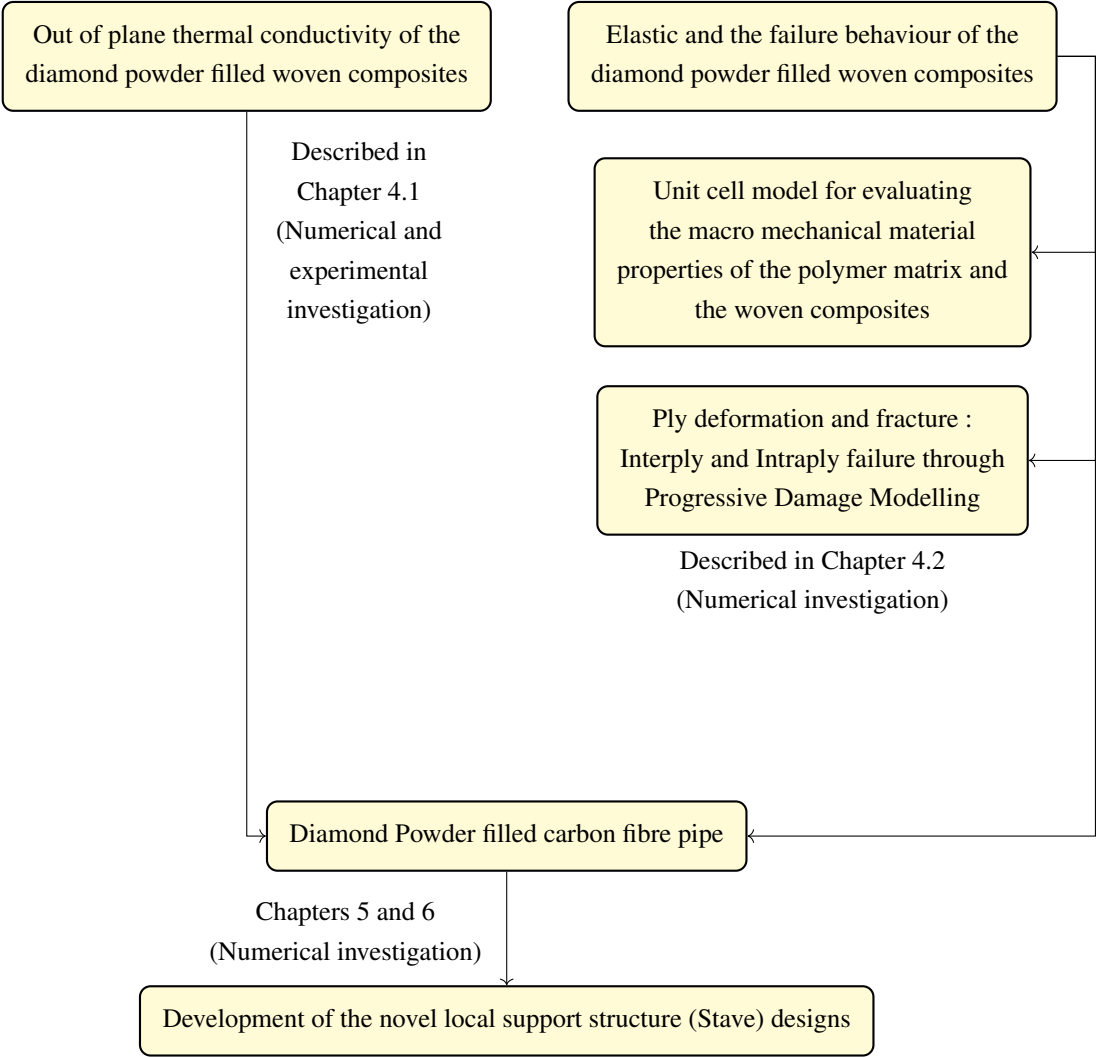 Out of plane thermal conductivity of the
diamond powder filled woven composites
Described in
Chapter 4.1
(Numerical and
experimental
investigation)
Elastic and the failure behaviour of the
diamond powder filled woven composites
Unit cell model for evaluating
the macro mechanical material
properties of the polymer matrix and
the woven composites
Ply deformation and fracture :
Interply and Intraply failure through
Progressive Damage Modelling
Described in Chapter 4.2
(Numerical investigation)
Diamond Powder filled carbon fibre pipe
Chapters 5 and 6
(Numerical investigation)
Development of the novel local support structure (Stave) designs